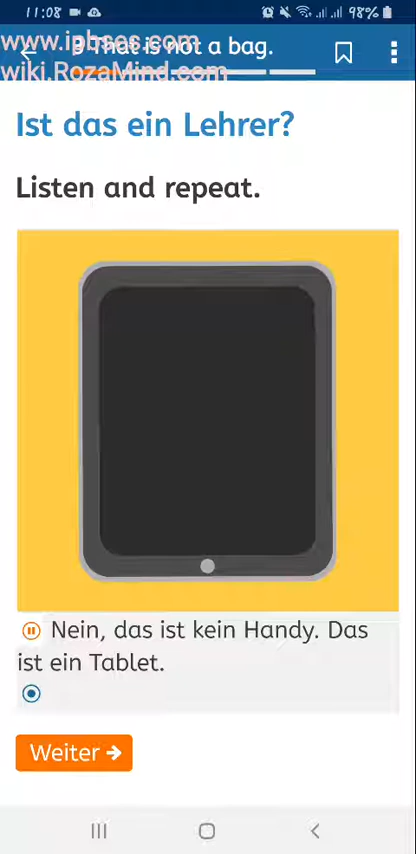 11:08 98%
www.ipbses.com
wiki.RozaMind.com
That is not a bag.
Ist das ein Lehrer?
Listen and repeat.
Nein, das ist kein Handy. Das
ist ein Tablet.
Weiter →